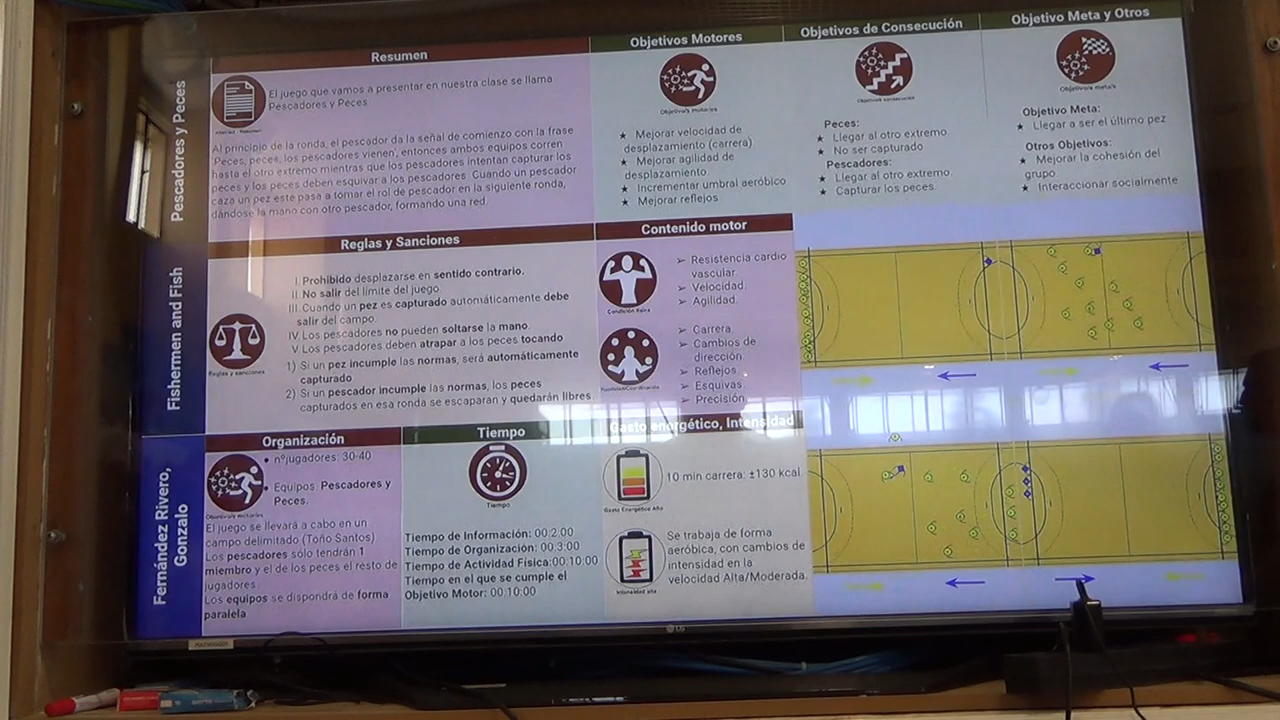 Pescadores y Peces
Fishermen and Fish
Fernández Rivero,
Gonzalo
Resumen
El juego que vamos a presentar en nuestra clase se llama
Pescadores y Peces
Al principio de la ronda, el pescador da la señal de comienzo con la frase
Peces, peces, los pescadores vienen, entonces ambos equipos corren
hasta el otro extremo mientras que los pescadores intentan capturar los
peces y los peces deben esquivar a los pescadores. Cuando un pescador
caza un pez este pasa a tomar el rol de pescador en la siguiente ronda,
dándose la mano con otro pescador, formando una red.
Objetivos Motores
Objetivo/s motor/es
★ Mejorar velocidad de
desplazamiento (carrera)
★ Mejorar agilidad de
desplazamiento
★ Incrementar umbral aeróbico
★ Mejorar reflejos
Objetivos de Consecución
Objetivo/s consecución
Peces:
★ Llegar al otro extremo
★ No ser capturado
Pescadores:
★ Llegar al otro extremo.
★ Capturar los peces.
Objetivo Meta y Otros
Objetivo/s meta/s
Objetivo Meta:
★ Llegar a ser el último pez
Otros Objetivos:
★ Mejorar la cohesión del
grupo
★ Interaccionar socialmente
Reglas y Sanciones
Reglas y sanciones
I. Prohibido desplazarse en sentido contrario.
II. No salir del límite del juego.
III. Cuando un pez es capturado automáticamente debe
salir del campo.
IV. Los pescadores no pueden soltarse la mano.
V. Los pescadores deben atrapar a los peces tocando
1) Si un pez incumple las normas, será automáticamente
capturado
2) Si un pescador incumple las normas, los peces
capturados en esa ronda se escaparan y quedarán libres.
Contenido motor
Condición física
➢ Resistencia cardio
vascular.
➢ Velocidad.
➢ Agilidad.
➢ Carrera.
➢ Cambios de
dirección.
➢ Reflejos
➢ Esquivas
➢ Precisión.
Organización
• nºjugadores: 30-40
• Equipos: Pescadores y
Peces.
El juego se llevará a cabo en un
campo delimitado (Toño Santos).
Los pescadores sólo tendrán 1
miembro y el de los peces el resto de
jugadores.
Los equipos se dispondrá de forma
paralela
Tiempo
Tiempo
Tiempo de Información: 00:2:00
Tiempo de Organización: 00:3:00
Tiempo de Actividad Física:00:10:00
Tiempo en el que se cumple el
Objetivo Motor: 00:10:00
Gasto energético, Intensidad
Gasto Energético Alto
10 min carrera: ±130 kcal.
Intensidad alta
Se trabaja de forma
aeróbica, con cambios de
intensidad en la
velocidad Alta/Moderada.
LG